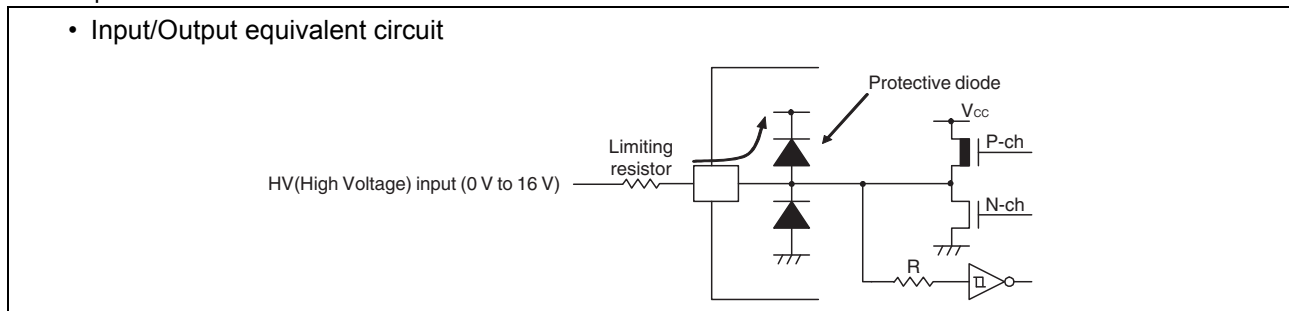 • Input/Output equivalent circuit
Protective diode
Vcc
P-ch
Limiting
resistor
HV(High Voltage) input (0 V to 16 V)
N-ch
R